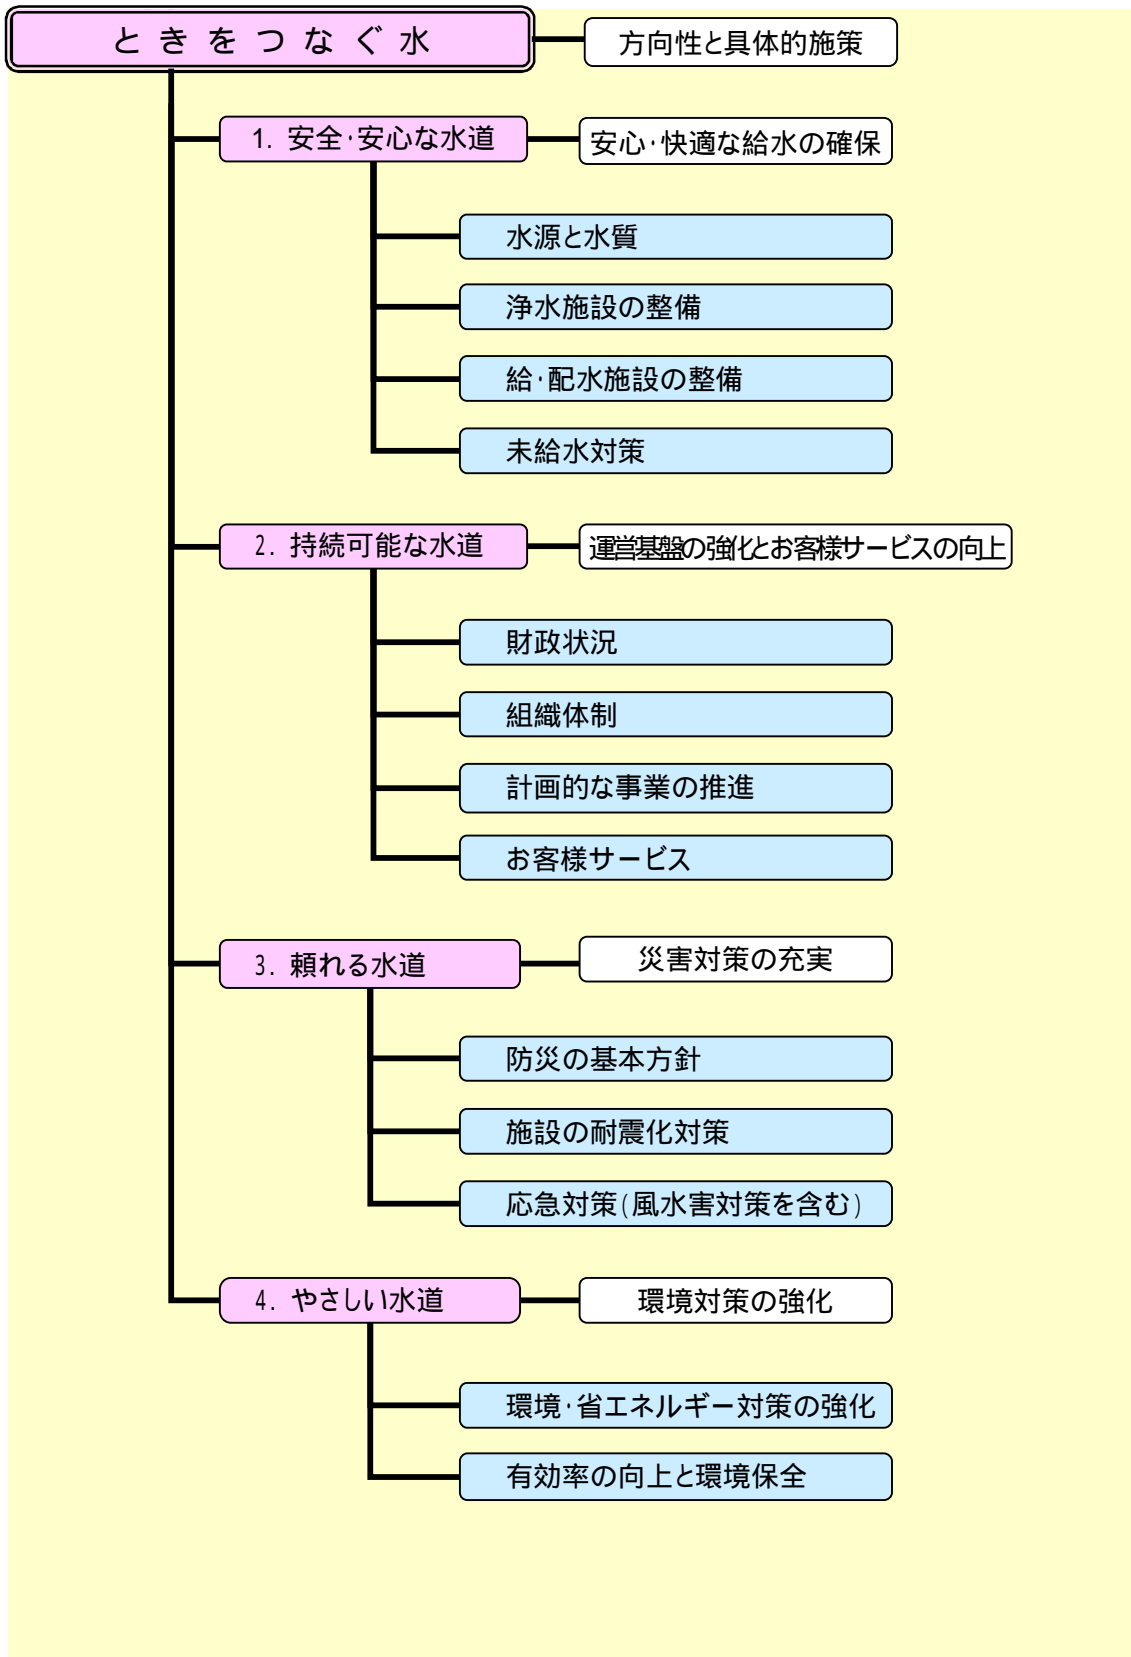 ときをつなぐ水
方向性と具体的施策
1. 安全・安心な水道
安心・快適な給水の確保
水源と水質
浄水施設の整備
給・配水施設の整備
未給水対策
2. 持続可能な水道
運営基盤の強化とお客様サービスの向上
財政状況
組織体制
計画的な事業の推進
お客様サービス
3. 頼れる水道
災害対策の充実
防災の基本方針
施設の耐震化対策
応急対策(風水害対策を含む)
4. やさしい水道
環境対策の強化
環境・省エネルギー対策の強化
有効率の向上と環境保全